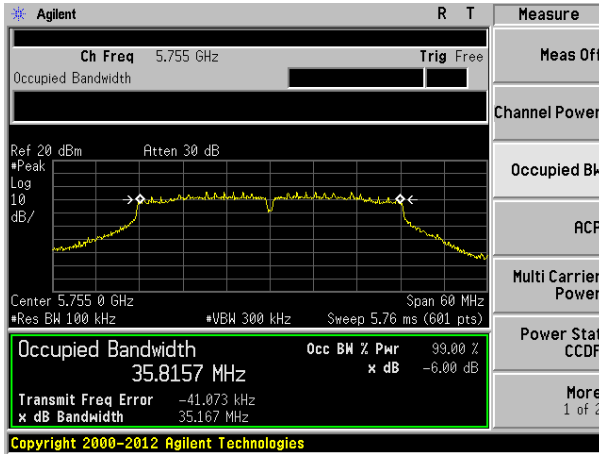 Agilent R T Measure
Ch Freq 5.755 GHz Trig Free
Occupied Bandwidth
Meas Off
Channel Power
Occupied BW
ACP
Multi Carrier
Power
Power Stat
CCDF
More
1 of 2
Ref 20 dBm Atten 30 dB
#Peak
Log
10
dB/
Center 5.755 0 GHz Span 60 MHz
#Res BW 100 kHz #VBW 300 kHz Sweep 5.76 ms (601 pts)
Occupied Bandwidth Occ BW % Pwr 99.00 %
35.8157 MHz x dB -6.00 dB
Transmit Freq Error -41.073 kHz
x dB Bandwidth 35.167 MHz
Copyright 2000-2012 Agilent Technologies